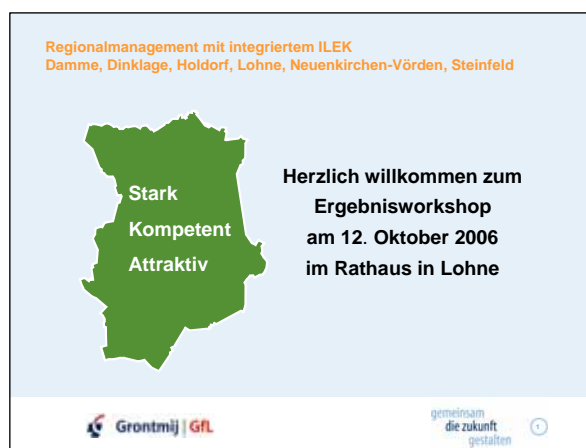 Regionalmanagement mit integriertem ILEK
Damme, Dinklage, Holdorf, Lohne, Neuenkirchen-Vörden, Steinfeld
Stark
Kompetent
Attraktiv
Herzlich willkommen zum
Ergebnisworkshop
am 12. Oktober 2006
im Rathaus in Lohne
Grontmij | GfL
gemeinsam
die zukunft
gestalten
1